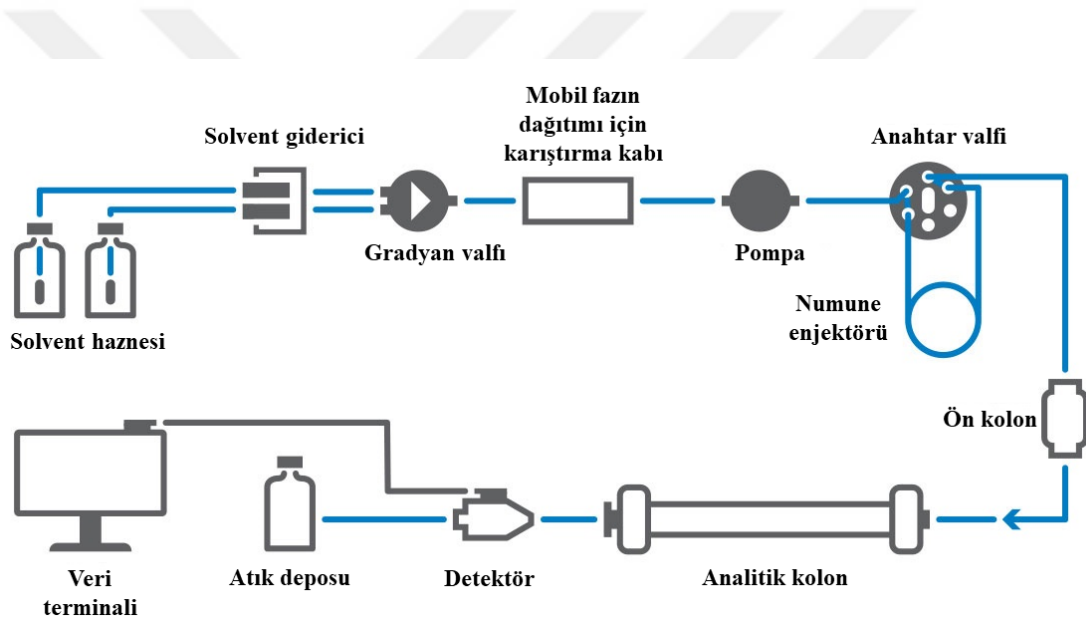 Solvent giderici
Mobil fazın
dağıtımı için
karıştırma kabı
Anahtar valfi
Gradyan valfı
Pompa
Solvent haznesi
Numune
enjektörü
Ön kolon
Veri
terminali
Atık deposu
Detektör
Analitik kolon